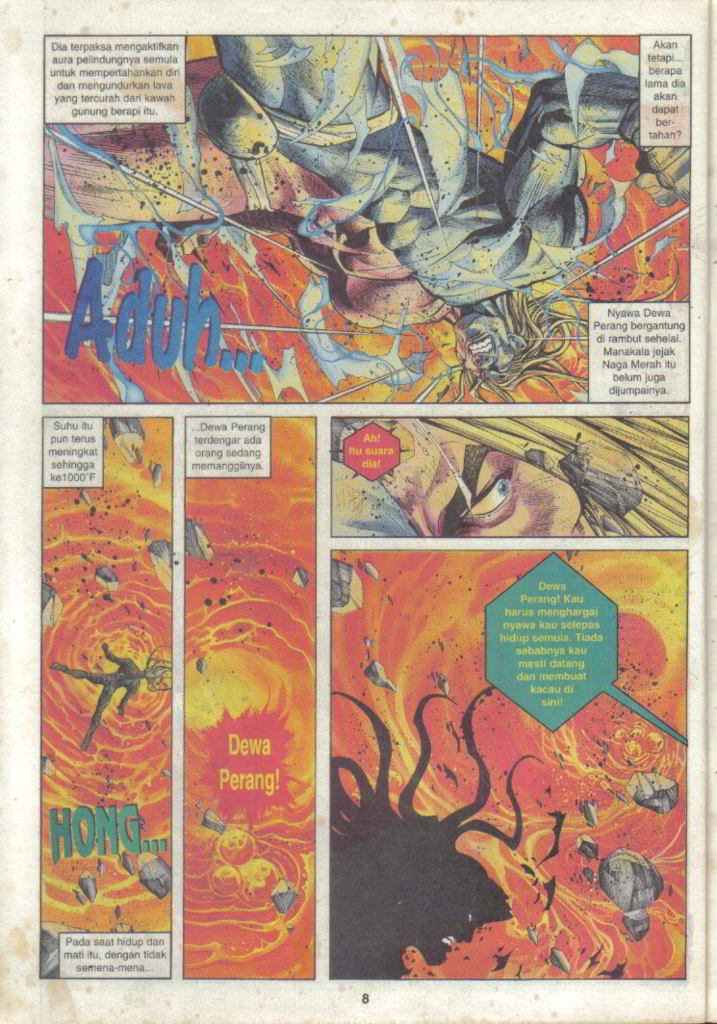 Dia terpaksa mengaktifkan
aura pelindungnya semula
untuk mempertahankan diri
dan mengundurkan lava
yang tercurah dari kawah
gunung berapi itu.
Akan
tetapi...
berapa
lama dia
akan
dapat
ber-
tahan?
Aduh...
Nyawa Dewa
Perang bergantung
di rambut sehelai.
Manakala jejak
Naga Merah itu
belum juga
dijumpainya.
Suhu itu
pun terus
meningkat
sehingga
ke1000°F
HONG...
Pada saat hidup dan
mati itu, dengan tidak
semena-mena...
...Dewa Perang
terdengar ada
orang sedang
memanggilnya.
Dewa
Perang!
Ah!
Itu suara
dia!
Dewa
Perang! Kau
harus menghargai
nyawa kau selepas
hidup semula. Tiada
sebabnya kau
mesti datang
dan membuat
kacau di
sini!
8